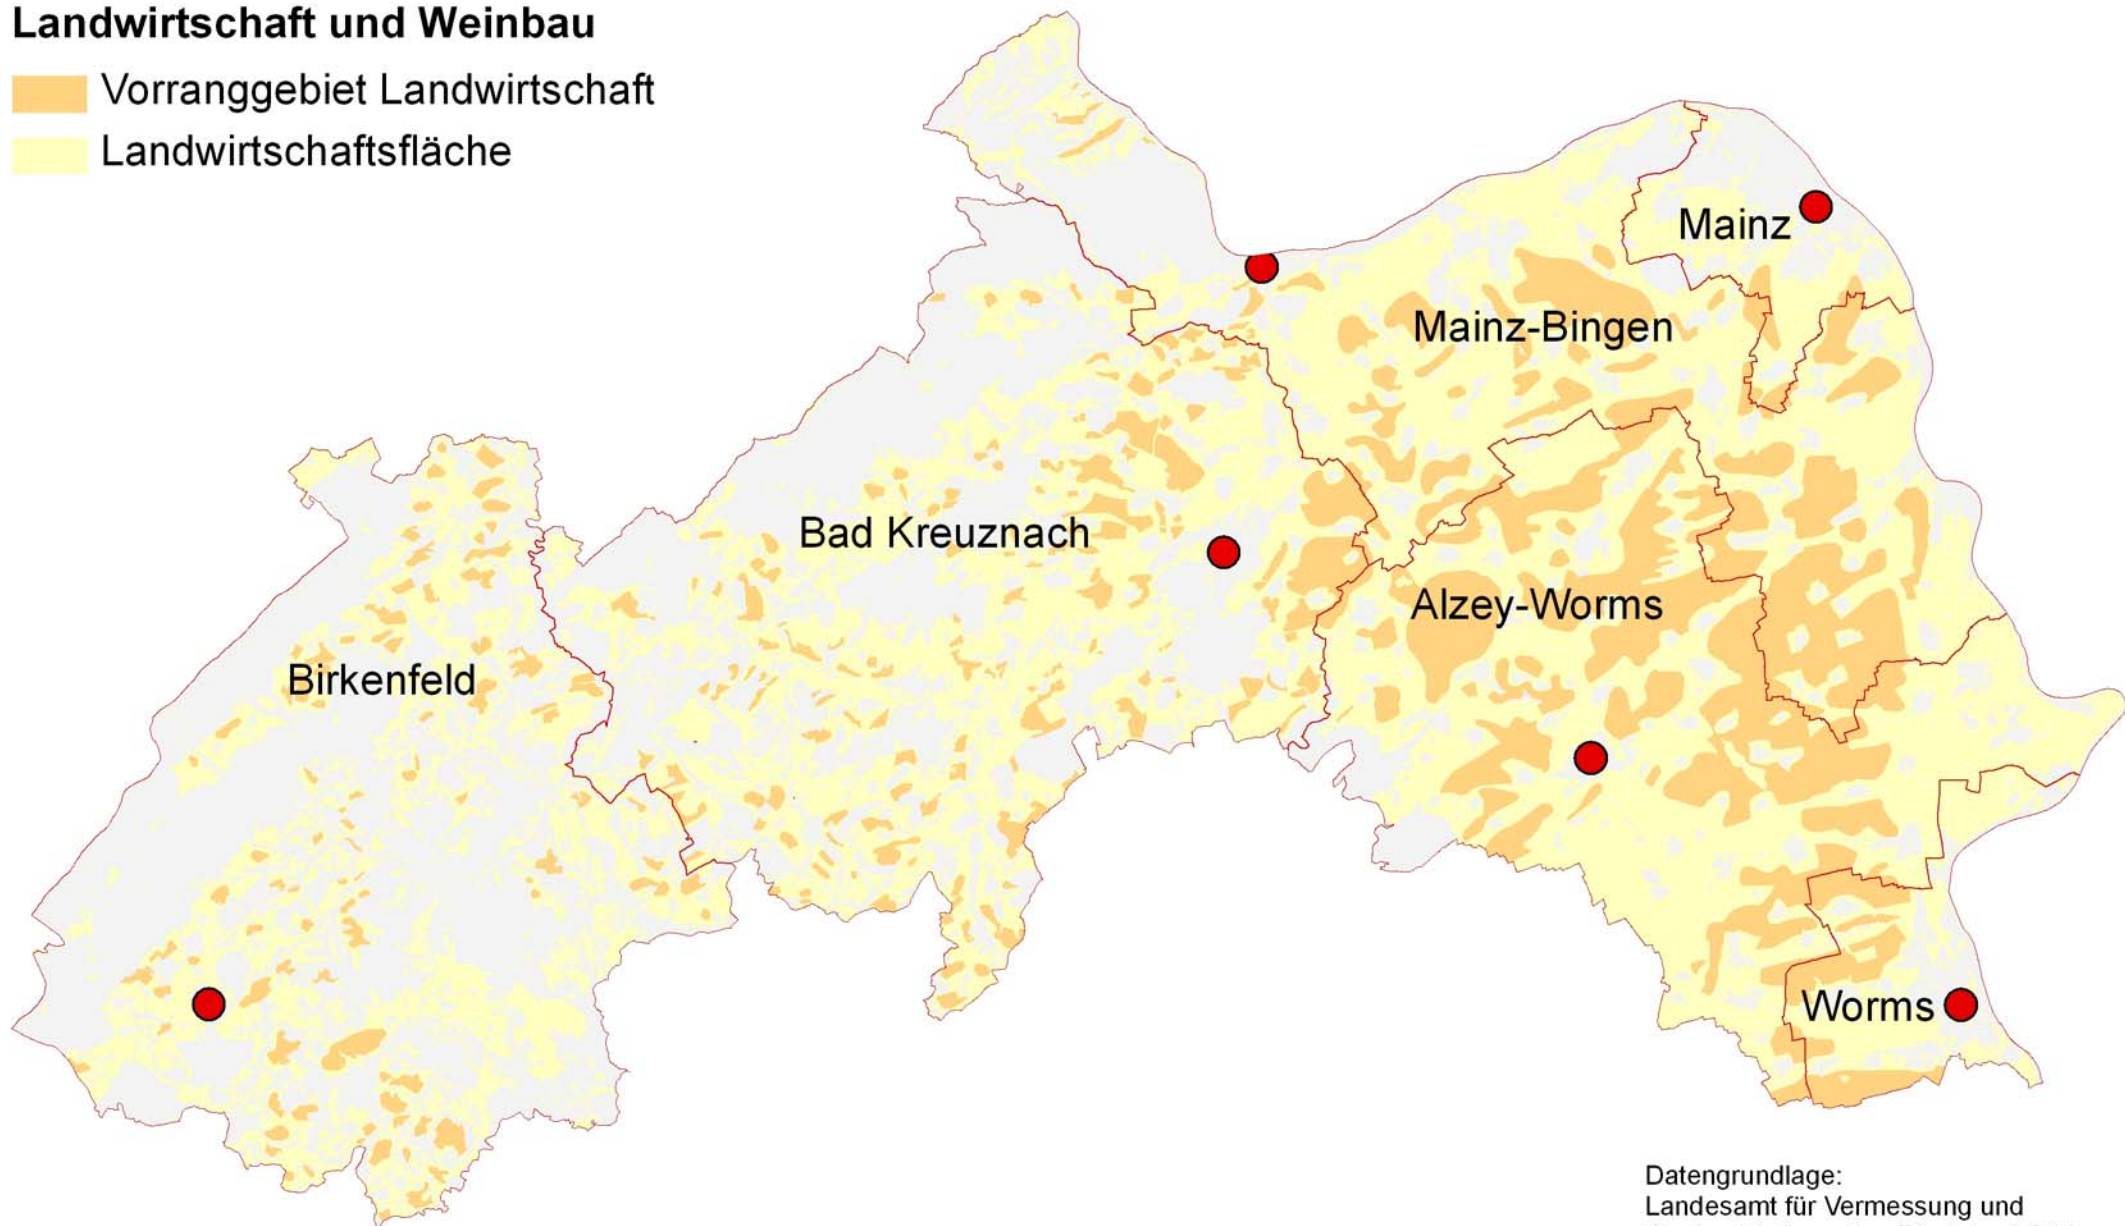 Landwirtschaft und Weinbau
Vorranggebiet Landwirtschaft
Landwirtschaftsfläche
Mainz
Mainz-Bingen
Bad Kreuznach
Alzey-Worms
Birkenfeld
Worms
Datengrundlage:
Landesamt für Vermessung und